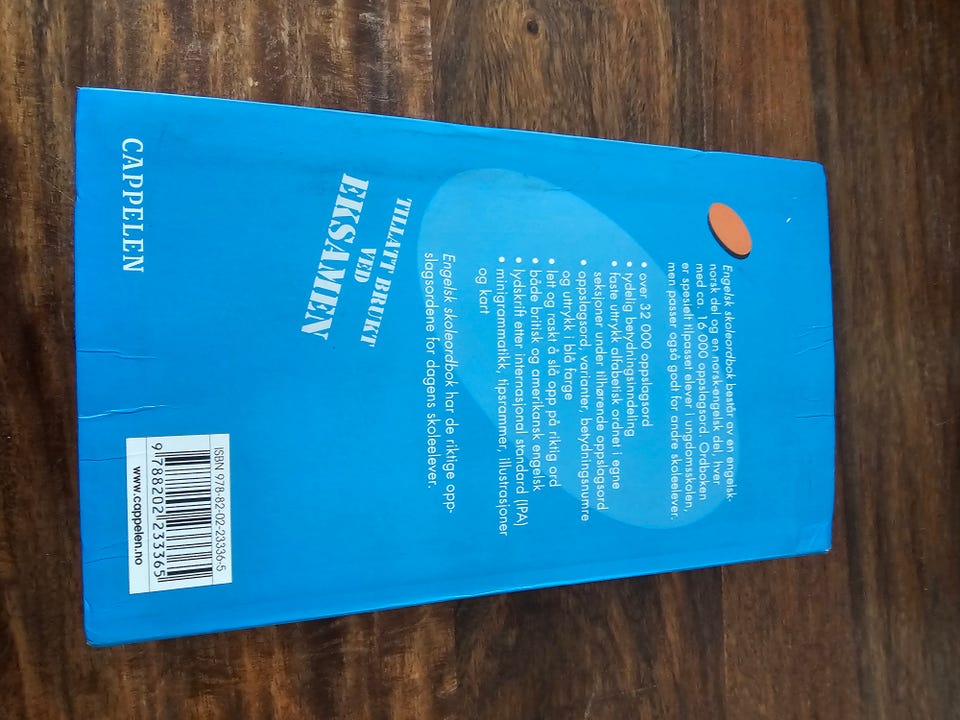 Engelsk skoleordbok består av en engelsk-
norsk del og en norsk-engelsk del, hver
med ca. 16 000 oppslagsord. Ordboken
er spesielt tilpasset elever i ungdomsskolen,
men passer også godt for andre skoleelever.
• over 32 000 oppslagsord
• tydelig betydningsinndeling
• faste uttrykk alfabetisk ordnet i egne
seksjoner under tilhørende oppslagsord
• oppslagsord, varianter, betydningsnumre
og uttrykk i blå farge
• lett og raskt å slå opp på riktig ord
• både britisk og amerikansk engelsk
• lydskrift etter internasjonal standard (IPA)
• minigrammatikk, tipsrammer, illustrasjoner
og kart
Engelsk skoleordbok har de riktige opp-
slagsordene for dagens skoleelever.
TILLATT BRUKT
VED
EKSAMEN
ISBN 978-82-02-23336-5
9 788202 233365
www.cappelen.no
CAPPELEN